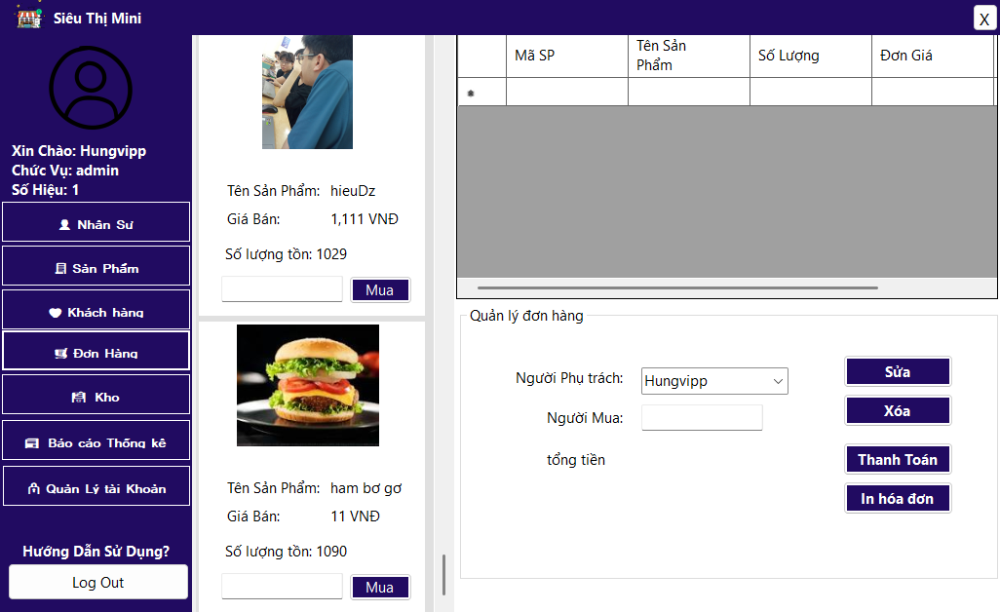 Siêu Thị Mini
X
Xin Chào: Hungvipp
Chức Vụ: admin
Số Hiệu: 1
Nhân Sư
Sản Phẩm
Khách hàng
Đơn Hàng
Kho
Báo cáo Thống kê
Quản Lý tài Khoản
Hướng Dẫn Sử Dụng?
Log Out
Tên Sản Phẩm: hieuDz
Giá Bán: 1,111 VNĐ
Số lượng tồn: 1029
Mua
Tên Sản Phẩm: ham bơ gơ
Giá Bán: 11 VNĐ
Số lượng tồn: 1090
Mua
Mã SP
Tên Sản
Phẩm
Số Lượng
Đơn Giá
Quản lý đơn hàng
Người Phụ trách: Hungvipp
Người Mua:
tổng tiền
Sửa
Xóa
Thanh Toán
In hóa đơn